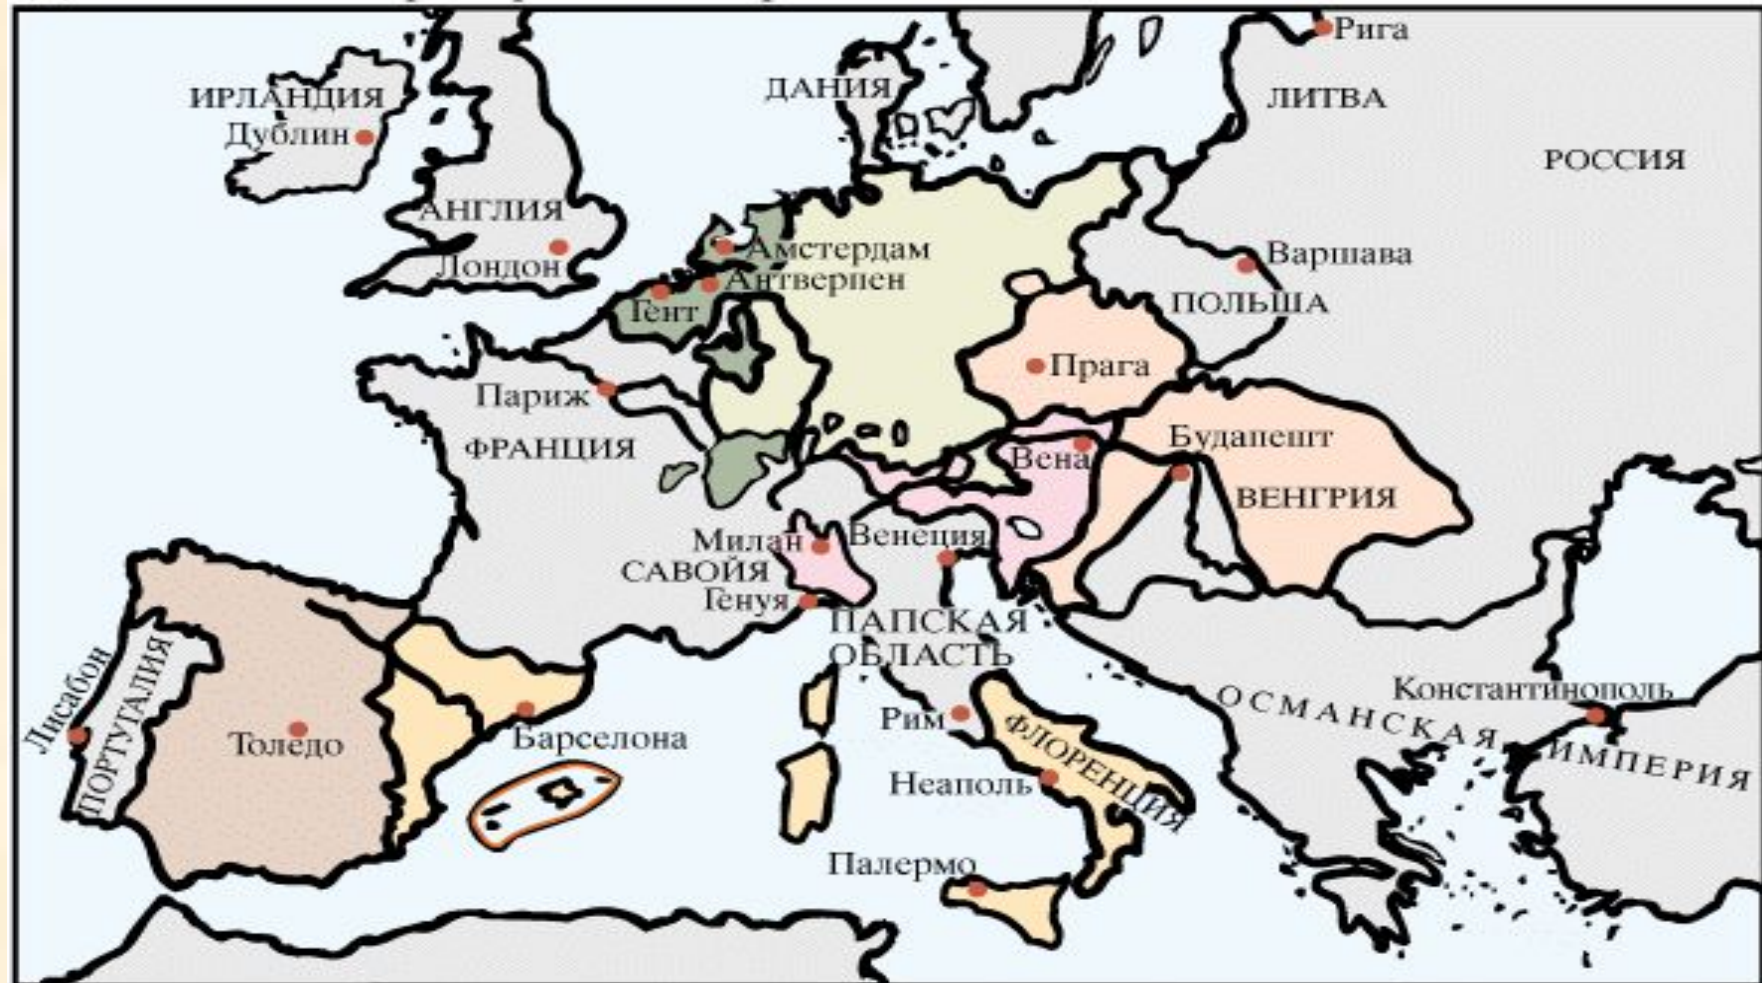 Рига
ДАНИЯ
ИРЛАНДИЯ
ЛИТВА
Дублин
РОССИЯ
АНГЛИЯ
Амстердам
Варшава
Лондон
Антверпен
Гент
ПОЛЬША
Прага
Париж
ФРАНЦИЯ
Будапешт
Вена
ВЕНГРИЯ
Милан
Венеция
САВОЙЯ
Генуя
ПАПСКАЯ
ОБЛАСТЬ
Лисабон
ПОРТУГАЛИЯ
Константинополь
ОСМАНСКАЯ ИМПЕРИЯ
Рим
ФЛОРЕНЦИЯ
Толедо
Барселона
Неаполь
Палермо